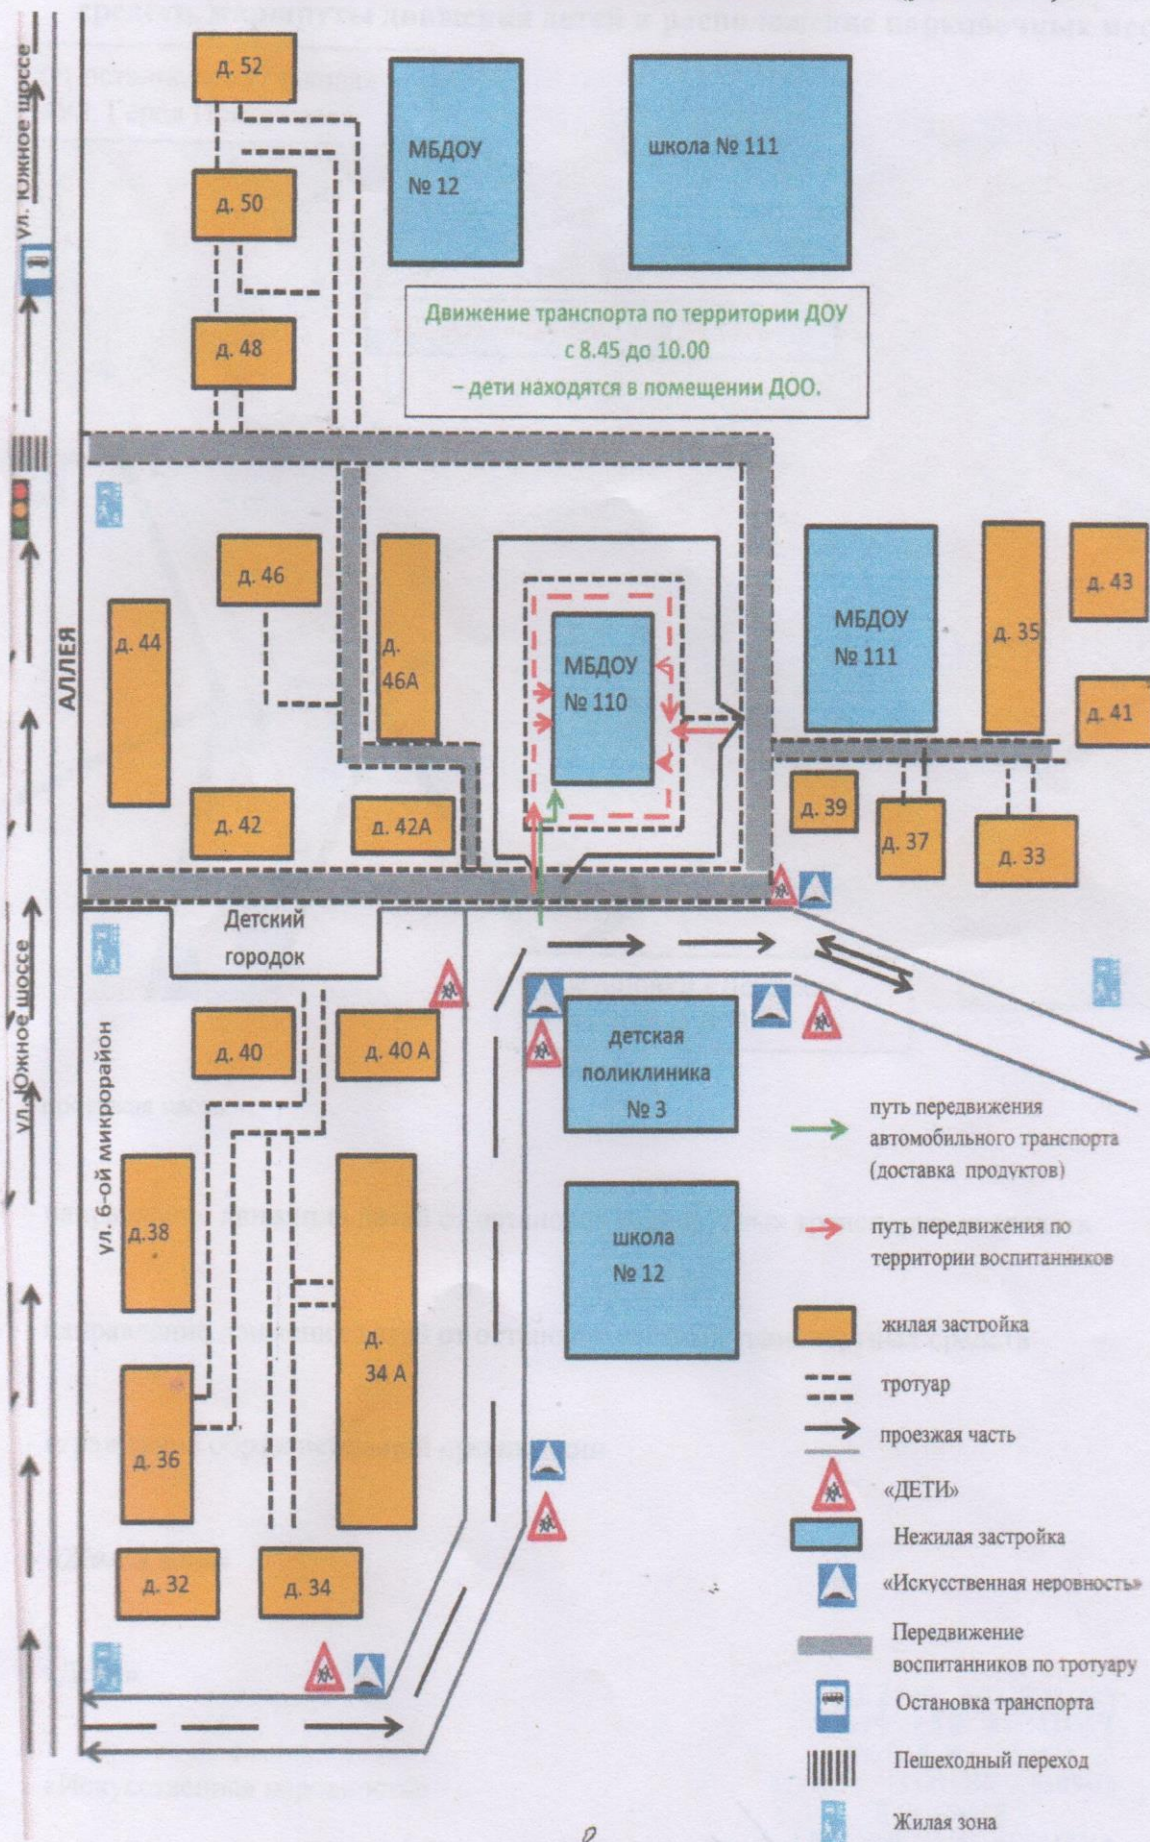 ул. Южное щоссе
д. 52
МБДОУ
№ 12
школа № 111
д. 50
д. 48
Движение транспорта по территории ДОУ
с 8.45 до 10.00
– дети находятся в помещении ДОО.
АЛЛЕЯ
д. 46
д. 44
д.
46А
МБДОУ
№ 110
МБДОУ
№ 111
д. 35
д. 43
д. 41
д. 42
д. 42А
д. 39
д. 37
д. 33
Детский
городок
ул. Южное щоссе
ул. 6-ой микрорайон
д. 40
д. 40 А
детская
поликлиника
№ 3
д.38
школа
№ 12
д.
34 А
д. 36
д. 32
д. 34
путь передвижения
автомобильного транспорта
(доставка продуктов)
путь передвижения по
территории воспитанников
жилая застройка
тротуар
проезжая часть
«ДЕТИ»
Нежилая застройка
«Искусственная неровность»
Передвижение
воспитанников по тротуару
Остановка транспорта
Пешеходный переход
Жилая зона